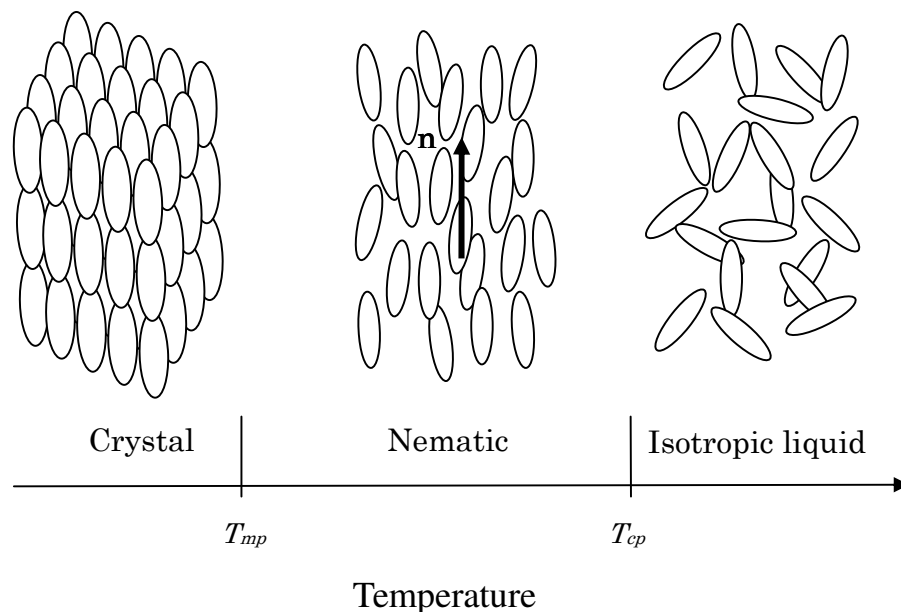 n
Crystal
Nematic
Isotropic liquid
Tmp
Tcp
Temperature